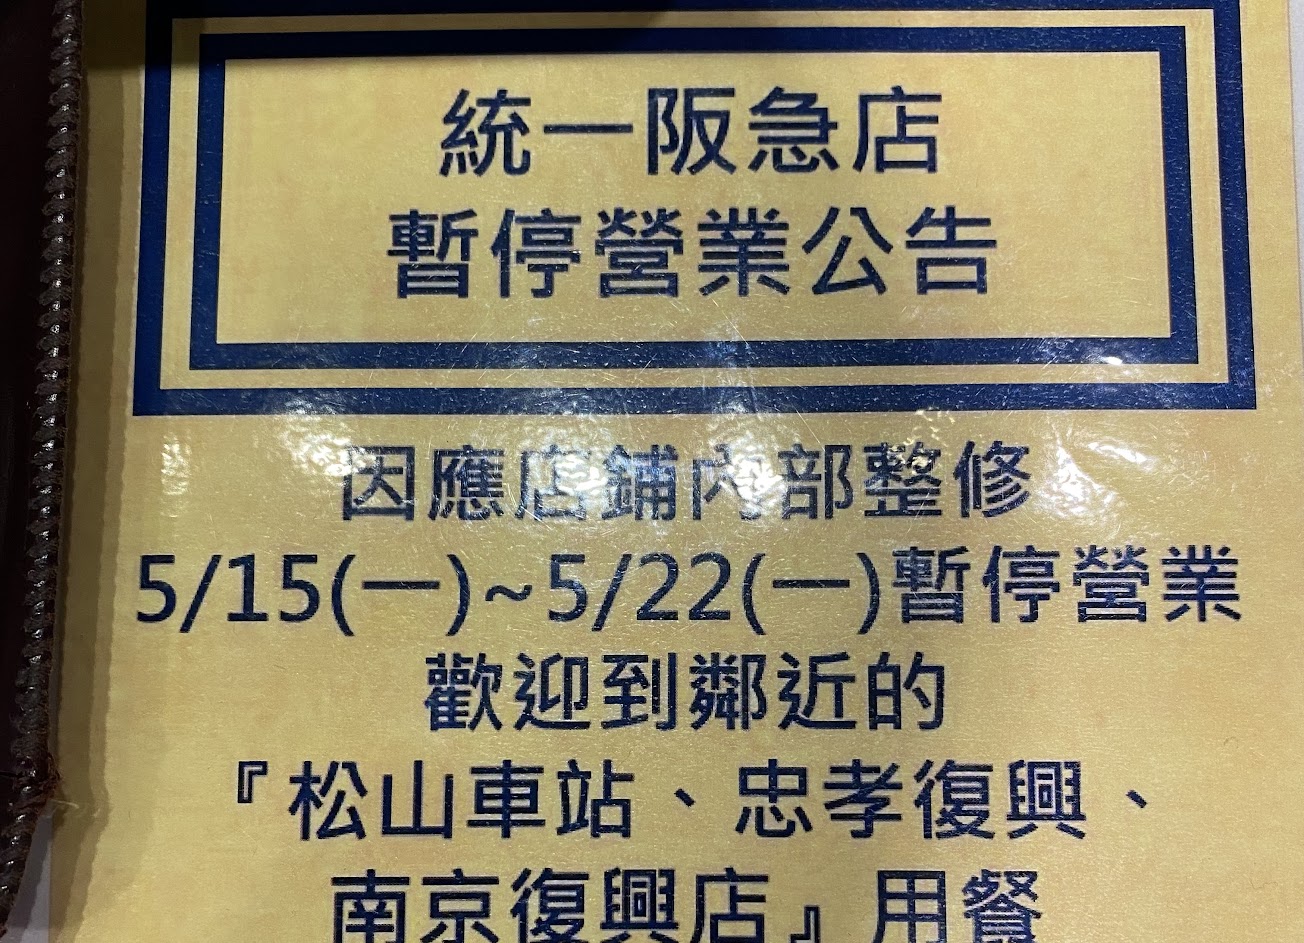 統一阪急店
暫停營業公告
因應店鋪內部整修
5/15(一)~5/22(一)暫停營業
歡迎到鄰近的
『松山車站、忠孝復興、
南京復興店』用餐